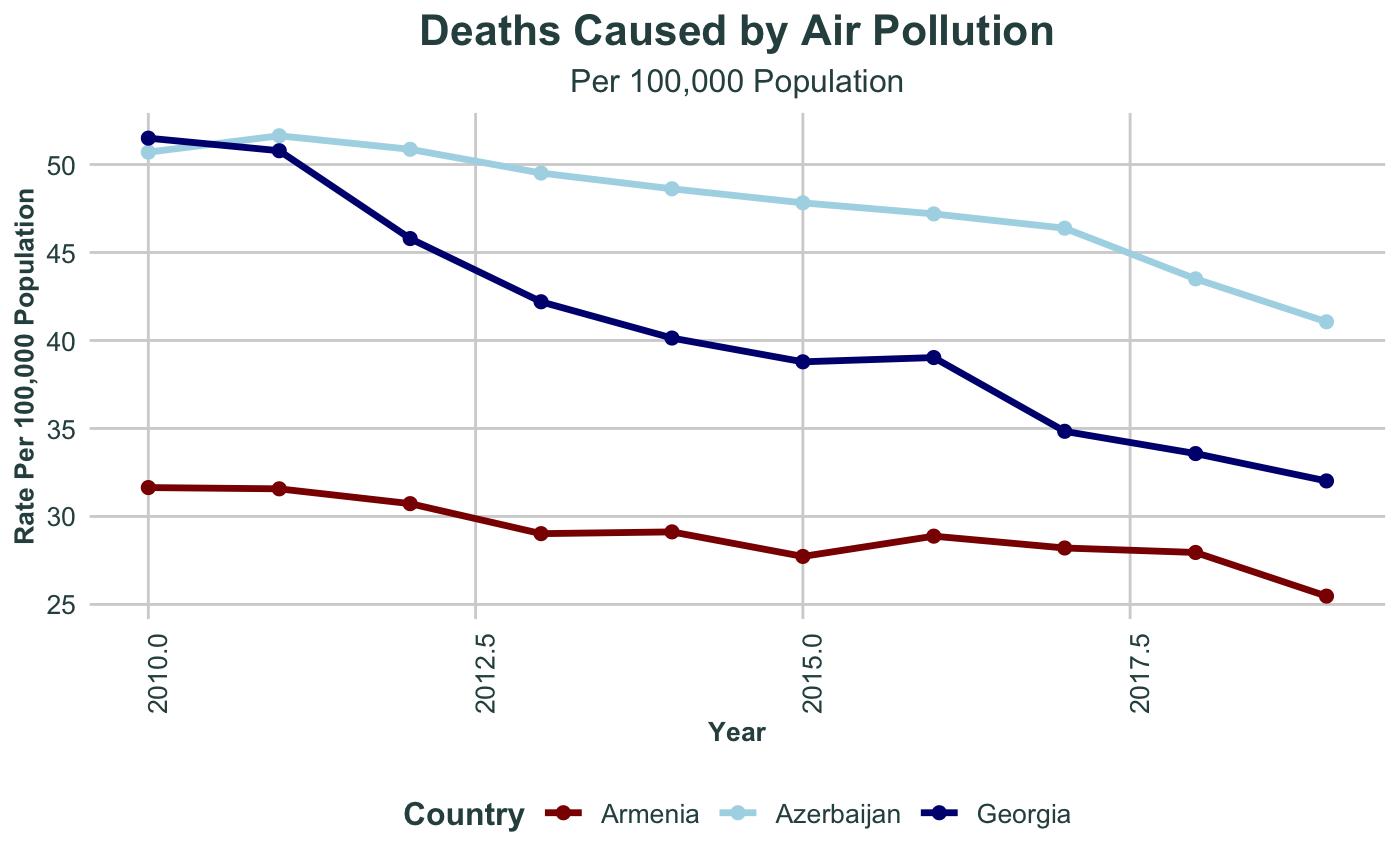 Deaths Caused by Air Pollution
Per 100,000 Population
Rate Per 100,000 Population
50
45
40
35
30
25
2010.0
2012.5
2015.0
2017.5
Year
Country Armenia Azerbaijan Georgia